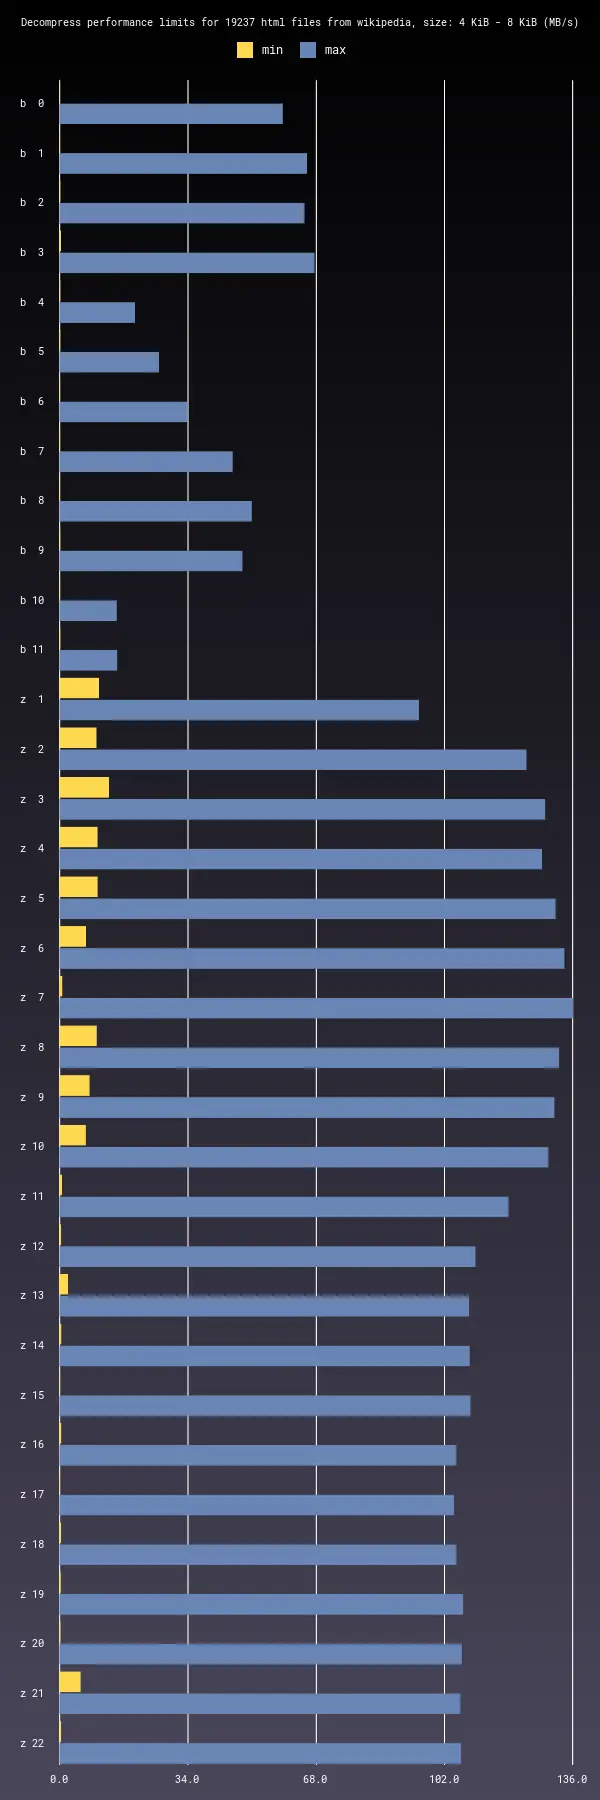 Decompress performance limits for 19237 html files from wikipedia, size: 4 KiB - 8 KiB (MB/s)
min max
b 0
b 1
b 2
b 3
b 4
b 5
b 6
b 7
b 8
b 9
b 10
b 11
z 1
z 2
z 3
z 4
z 5
z 6
z 7
z 8
z 9
z 10
z 11
z 12
z 13
z 14
z 15
z 16
z 17
z 18
z 19
z 20
z 21
z 22
0.0 34.0 68.0 102.0 136.0